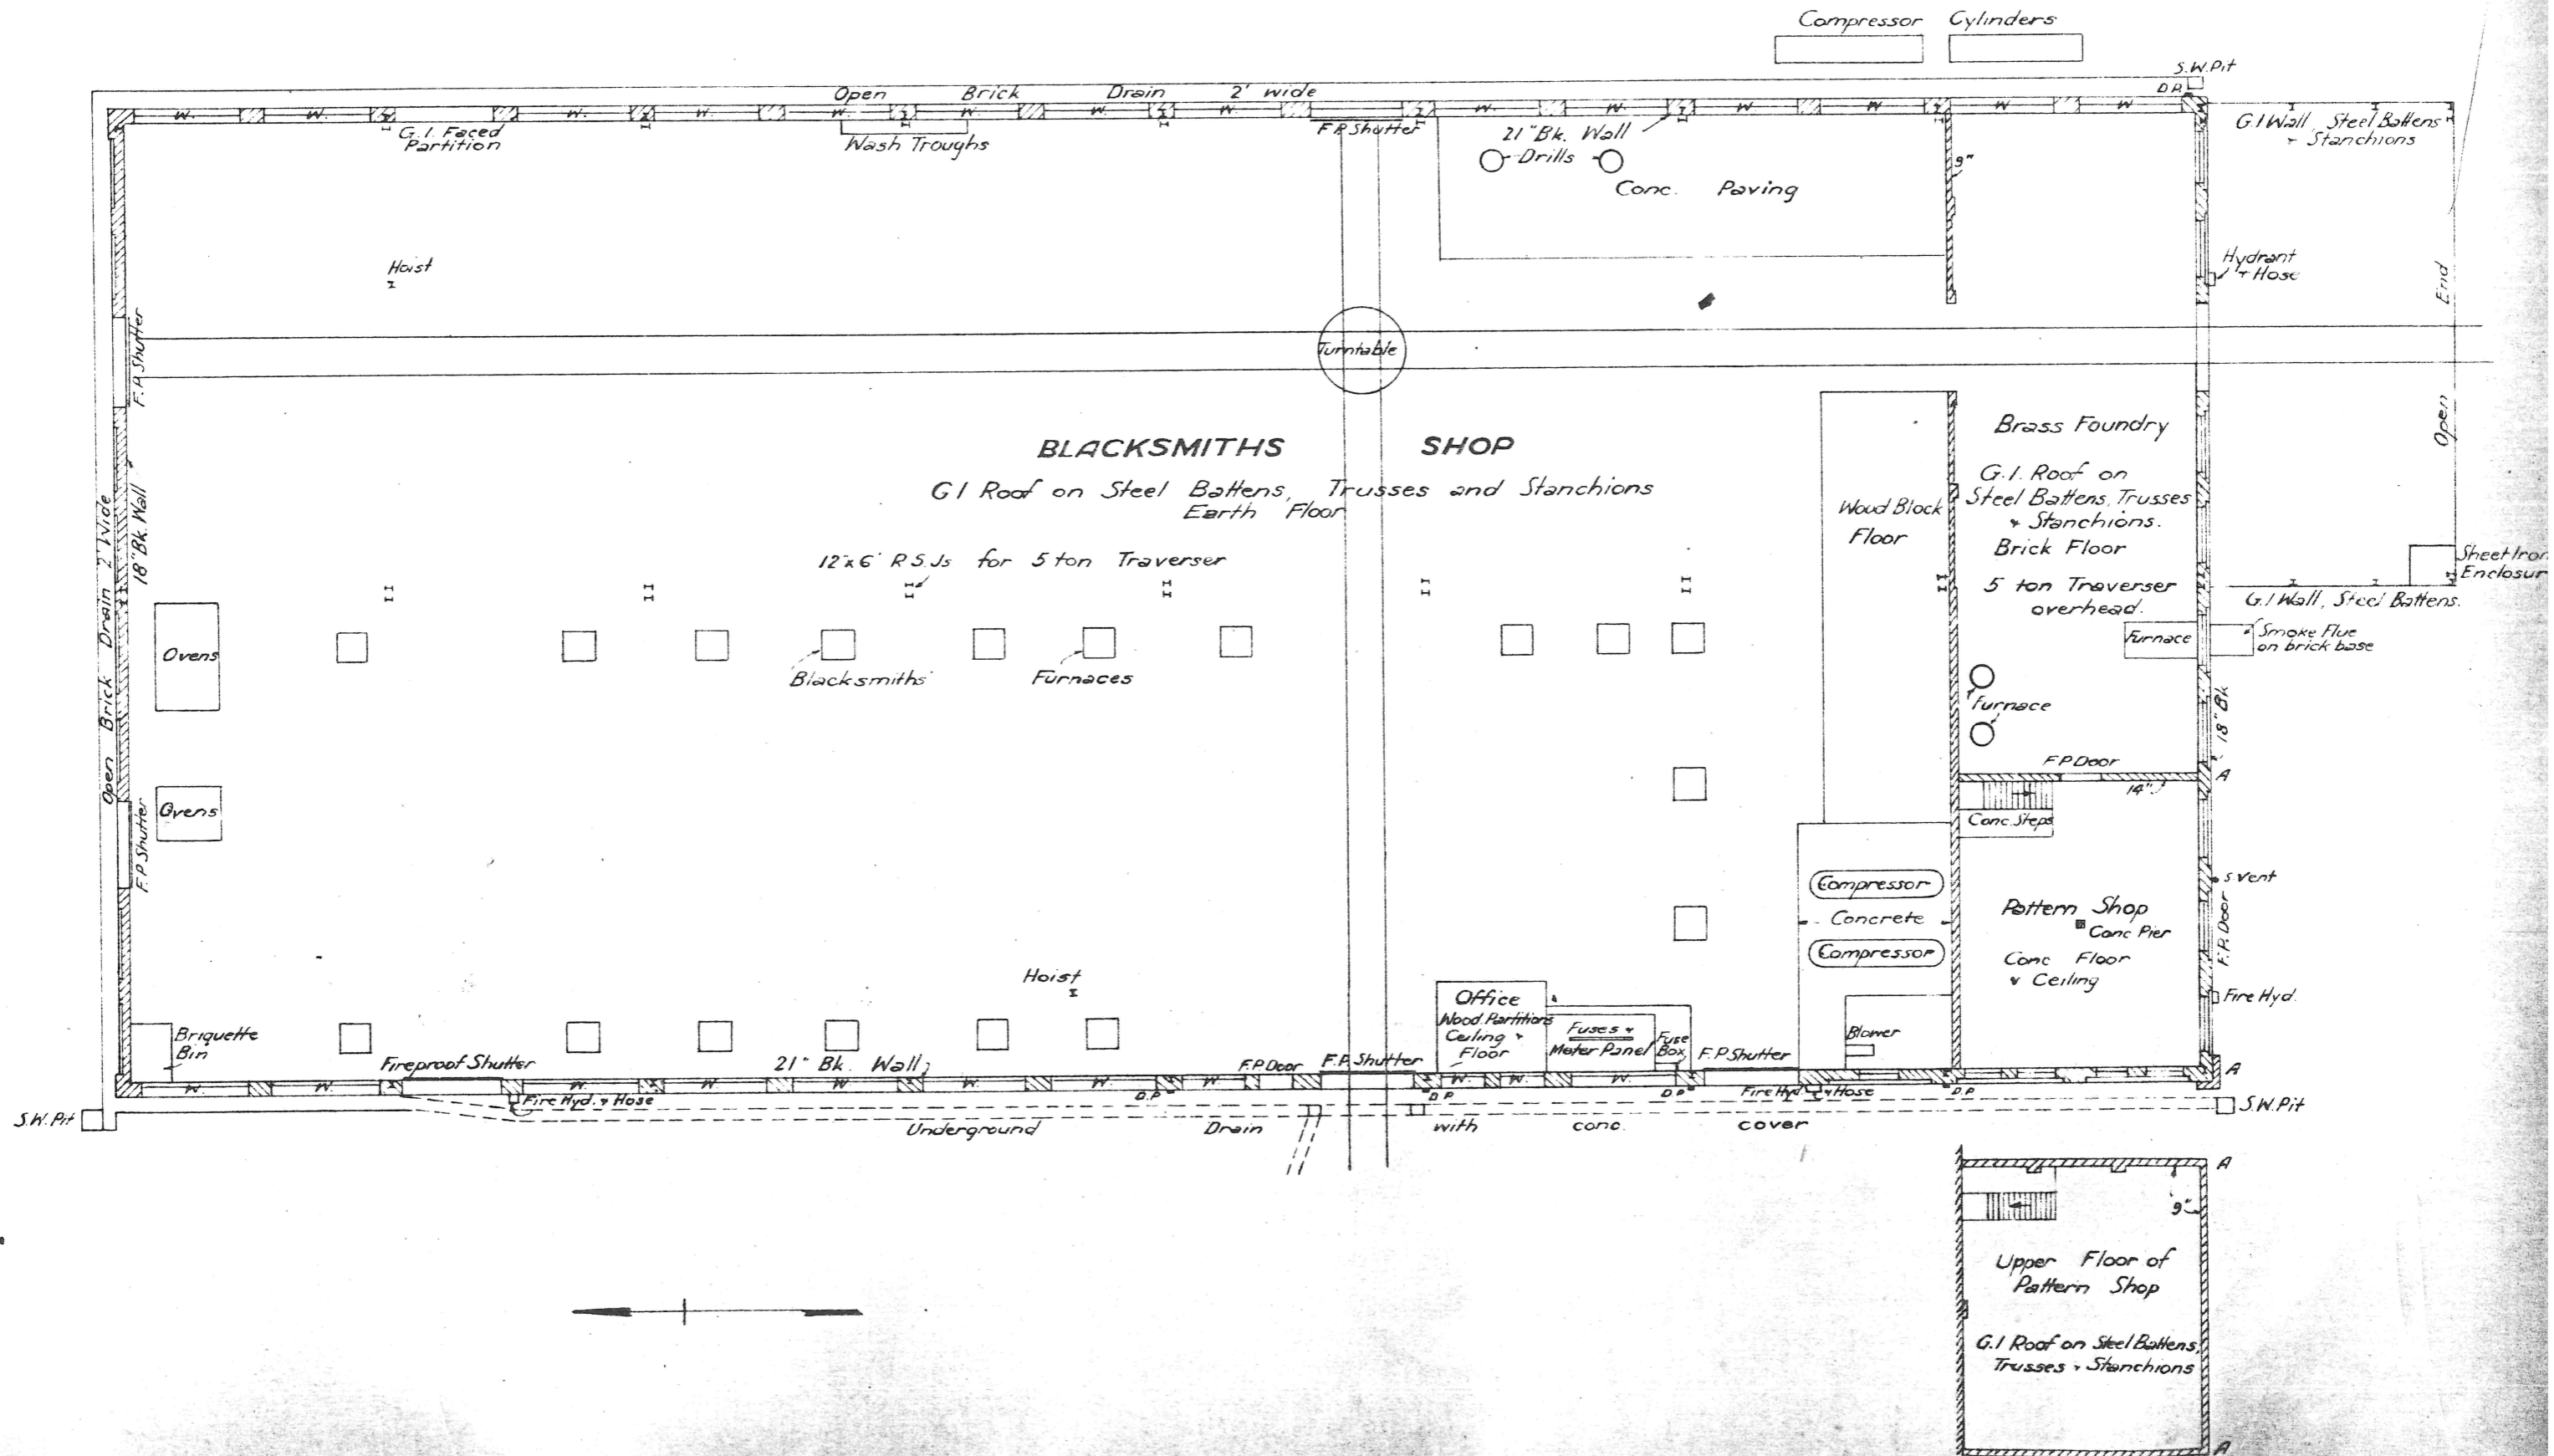 Compressor Cylinders
S.W.Pit
D.P.
Open Brick Drain 2' wide
W W W W W W W W W W W W
G.I. Faced
Partition
Wash Troughs
F.P. Shutter
21" Bk. Wall
Drills
Conc. Paving
9"
G.I Wall, Steel Battens
+ Stanchions
Hoist
Hydrant
+ Hose
Open End
F.P. Shutter
Turntable
BLACKSMITHS SHOP
G I Roof on Steel Battens, Trusses and Stanchions
Earth Floor
Wood Block
Floor
Brass Foundry
G.I. Roof on
Steel Battens, Trusses
+ Stanchions.
Brick Floor
5 ton Traverser
overhead.
Open Brick Drain 2' Wide
18" Bk. Wall
12"x6" R.S.Js for 5 ton Traverser
Sheet Iron
Enclosur
G.I Wall, Steel Battens.
Ovens
Blacksmiths'
Furnaces
Furnace
Smoke Flue
on brick base
Furnace
18" Bk
F.P. Door
A
14"
Conc. Steps
Ovens
F.P. Shutter
Compressor
Concrete
Compressor
S. Vent
Pattern Shop
Conc Pier
Conc Floor
+ Ceiling
F.P. Door
Fire Hyd.
Hoist
Office
Wood Partitions
Ceiling +
Floor
Fuses +
Meter Panel
Fuse
Box
F.P Shutter
Blower
Briquette
Bin
Fireproof Shutter
21" Bk. Wall
F.P. Door
F.P. Shutter
A
W W W W W W W W W W
Fire Hyd. + Hose
D.P.
D.P
D.P
Fire Hyd. + Hose
D.P
S.W. Pit
S.W. Pit
Underground Drain with conc. cover
A
9"
Upper Floor of
Pattern Shop
G.I Roof on Steel Battens,
Trusses + Stanchions
A